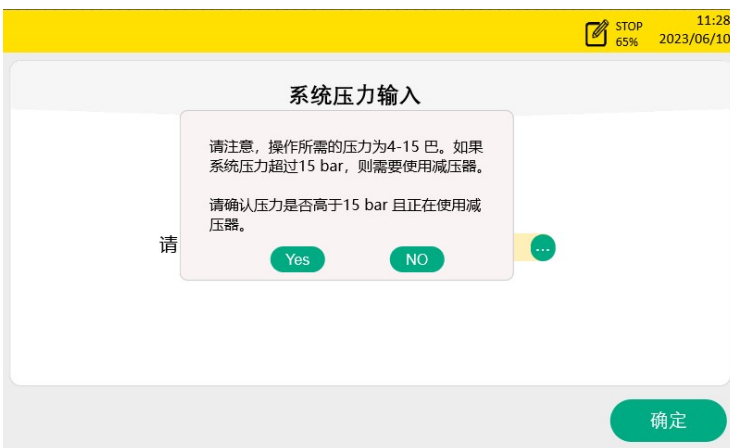 STOP
65%
11:28
2023/06/10
系统压力输入
请注意，操作所需的压力为4-15 巴。如果
系统压力超过15 bar，则需要使用减压器。
请确认压力是否高于15 bar 且正在使用减
压器。
请
...
Yes
NO
确定